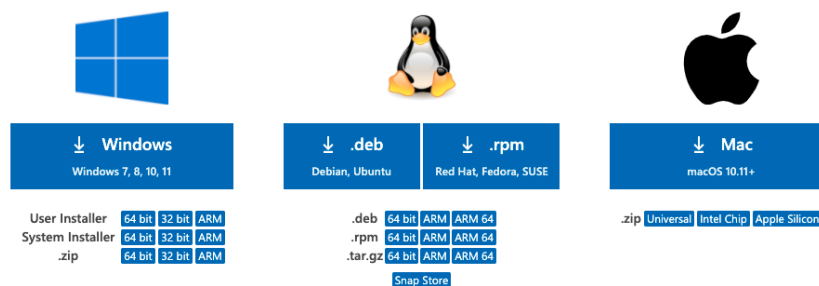 Windows
Windows 7, 8, 10, 11
User Installer 64 bit 32 bit ARM
System Installer 64 bit 32 bit ARM
.zip 64 bit 32 bit ARM
.deb
Debian, Ubuntu
.rpm
Red Hat, Fedora, SUSE
.deb 64 bit ARM ARM 64
.rpm 64 bit ARM ARM 64
.tar.gz 64 bit ARM ARM 64
Snap Store
Mac
macOS 10.11+
.zip Universal Intel Chip Apple Silicon